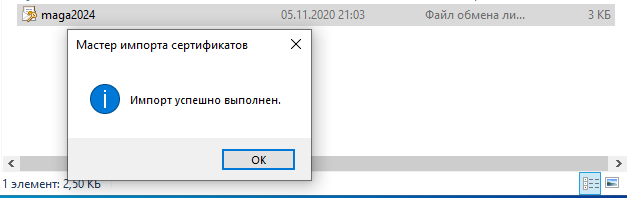 maga2024 05.11.2020 21:03 Файл обмена ли... 3 КБ
Мастер импорта сертификатов
Импорт успешно выполнен.
ОК
1 элемент: 2,50 КБ